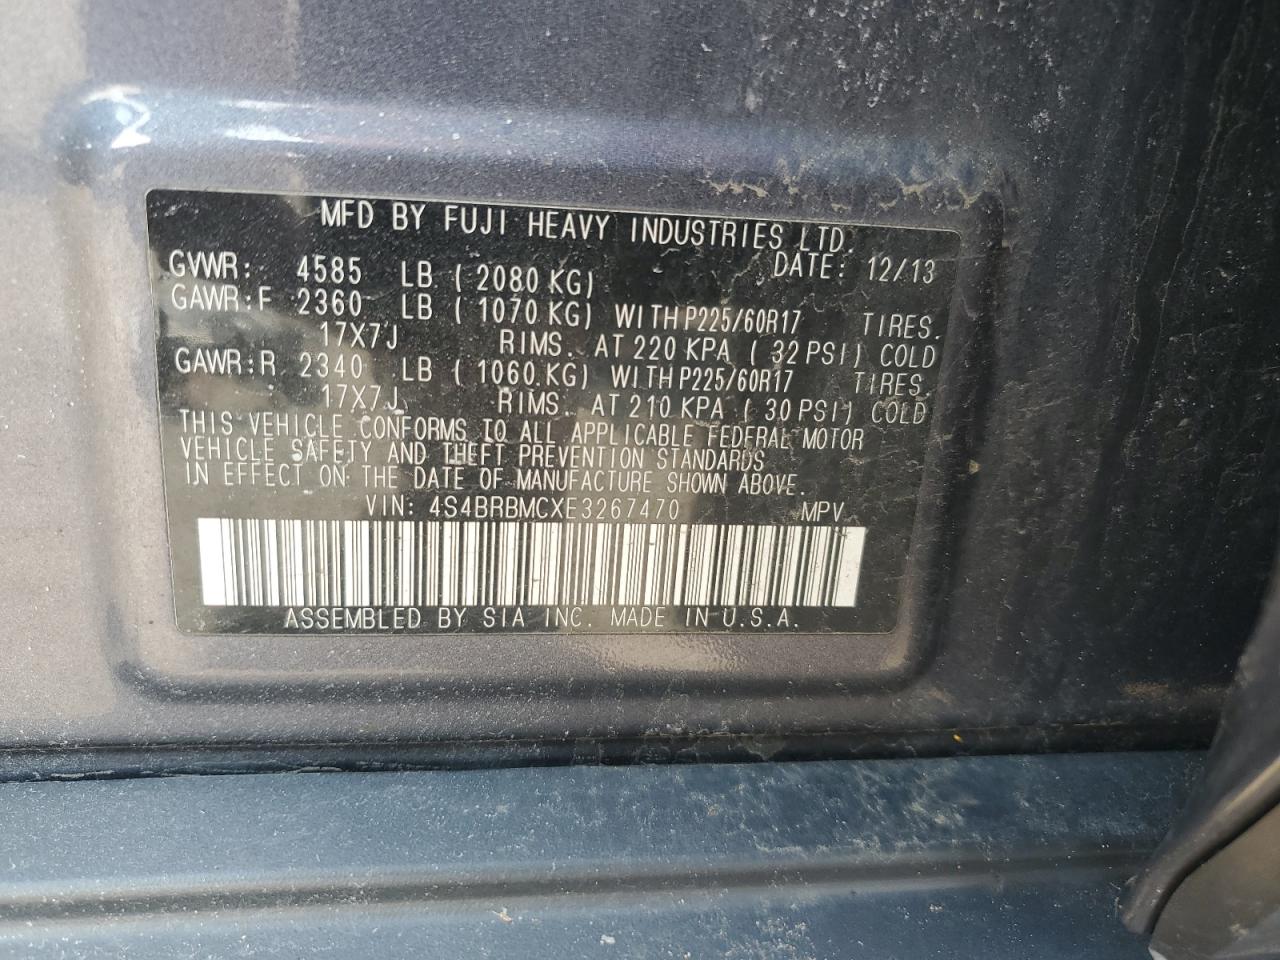 MFD BY FUJI HEAVY INDUSTRIES LTD.
DATE: 12/13
GVWR: 4585 LB ( 2080 KG)
GAWR:F 2360 LB ( 1070 KG) WITH P225/60R17 TIRES.
17X7J RIMS. AT 220 KPA ( 32 PSI) COLD
GAWR:R 2340 LB ( 1060 KG) WITH P225/60R17 TIRES.
17X7J RIMS. AT 210 KPA ( 30 PSI) COLD
THIS VEHICLE CONFORMS TO ALL APPLICABLE FEDERAL MOTOR
VEHICLE SAFETY AND THEFT PREVENTION STANDARDS
IN EFFECT ON THE DATE OF MANUFACTURE SHOWN ABOVE.
VIN: 4S4BRBMCXE3267470 MPV
ASSEMBLED BY SIA INC. MADE IN U.S.A.